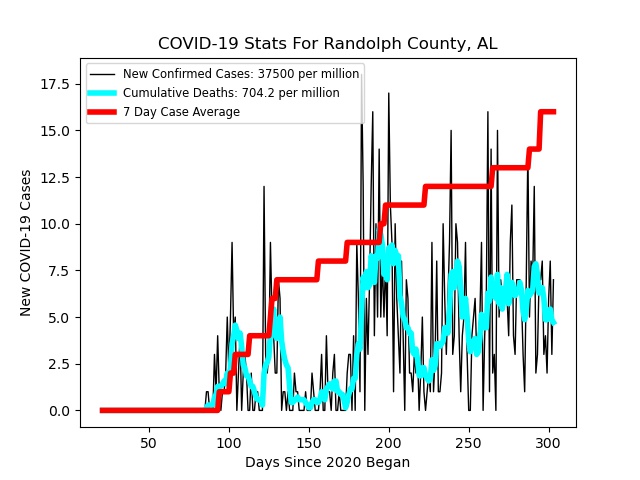 COVID-19 Stats For Randolph County, AL
New Confirmed Cases: 37500 per million
Cumulative Deaths: 704.2 per million
7 Day Case Average
17.5
15.0
12.5
10.0
7.5
5.0
2.5
0.0
New COVID-19 Cases
50 100 150 200 250 300
Days Since 2020 Began